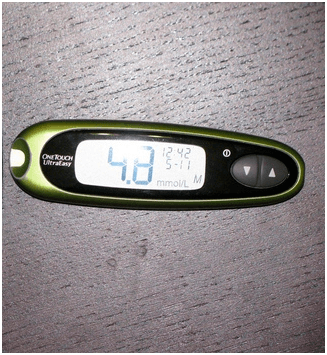 ONETOUCH
UltraEasy
4.8
12:42
5-11
mmol/L M